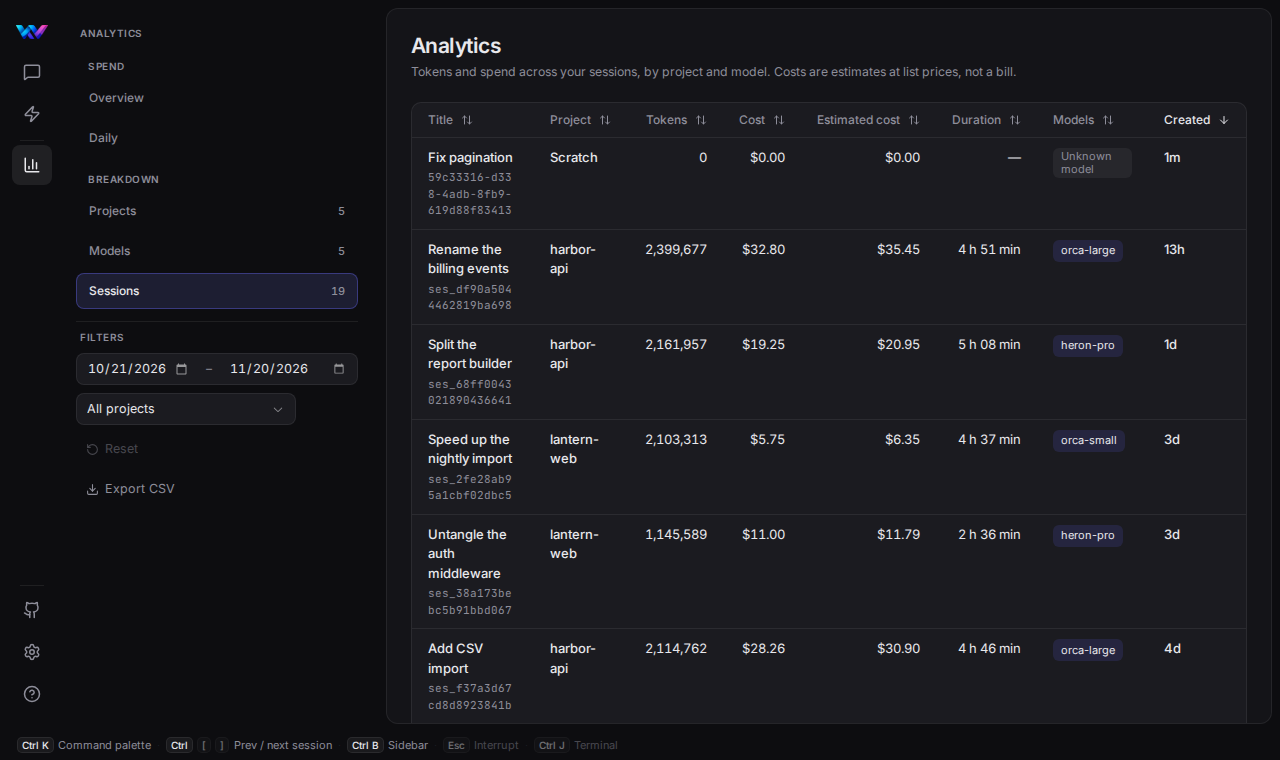 ANALYTICS
SPEND
Overview
Daily
BREAKDOWN
Projects 5
Models 5
Sessions 19
FILTERS
10/21/2026 – 11/20/2026
All projects
Reset
Export CSV
Analytics
Tokens and spend across your sessions, by project and model. Costs are estimates at list prices, not a bill.
Title Project Tokens Cost Estimated cost Duration Models Created
Fix pagination Scratch 0 $0.00 $0.00 — Unknown model 1m
59c33316-d33
8-4adb-8fb9-
619d88f83413
Rename the harbor- 2,399,677 $32.80 $35.45 4 h 51 min orca-large 13h
billing events api
ses_df90a504
4462819ba698
Split the harbor- 2,161,957 $19.25 $20.95 5 h 08 min heron-pro 1d
report builder api
ses_68ff0043
021890436641
Speed up the lantern- 2,103,313 $5.75 $6.35 4 h 37 min orca-small 3d
nightly import web
ses_2fe28ab9
5a1cbf02dbc5
Untangle the lantern- 1,145,589 $11.00 $11.79 2 h 36 min heron-pro 3d
auth web
middleware
ses_38a173be
bc5b91bbd067
Add CSV harbor- 2,114,762 $28.26 $30.90 4 h 46 min orca-large 4d
import api
ses_f37a3d67
cd8d8923841b
Ctrl K Command palette Ctrl [ ] Prev / next session Ctrl B Sidebar Esc Interrupt Ctrl J Terminal